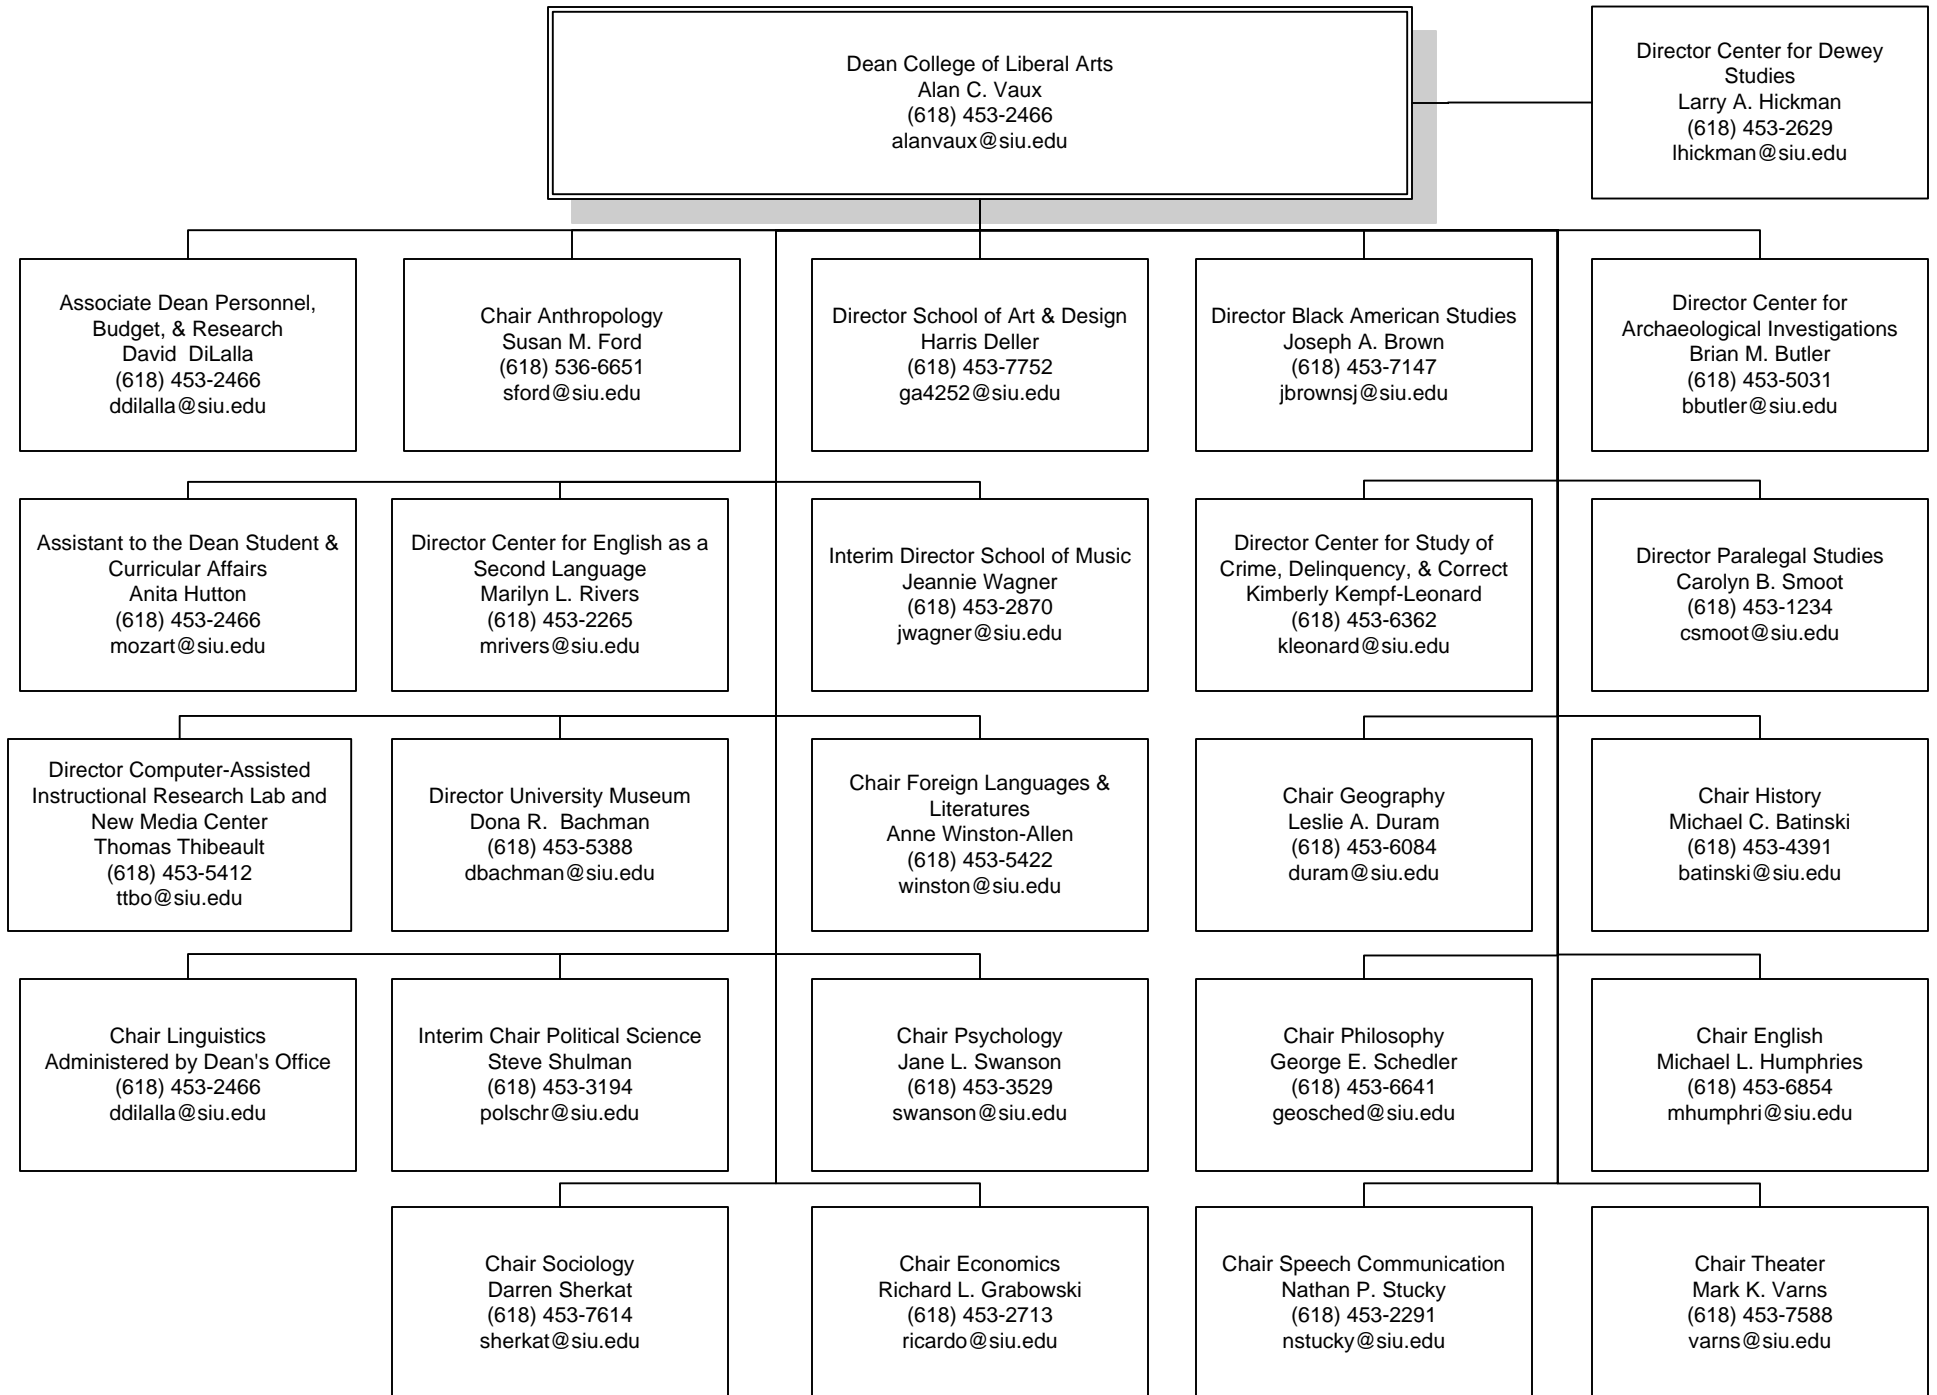 Dean College of Liberal Arts
Alan C. Vaux
(618) 453-2466
alanvaux@siu.edu
Director Center for Dewey
Studies
Larry A. Hickman
(618) 453-2629
lhickman@siu.edu
Associate Dean Personnel,
Budget, & Research
David  DiLalla
(618) 453-2466
ddilalla@siu.edu
Chair Anthropology
Susan M. Ford
(618) 536-6651
sford@siu.edu
Director School of Art & Design
Harris Deller
(618) 453-7752
ga4252@siu.edu
Director Black American Studies
Joseph A. Brown
(618) 453-7147
jbrownsj@siu.edu
Director Center for
Archaeological Investigations
Brian M. Butler
(618) 453-5031
bbutler@siu.edu
Assistant to the Dean Student &
Curricular Affairs
Anita Hutton
(618) 453-2466
mozart@siu.edu
Director Center for English as a
Second Language
Marilyn L. Rivers
(618) 453-2265
mrivers@siu.edu
Interim Director School of Music
Jeannie Wagner
(618) 453-2870
jwagner@siu.edu
Director Center for Study of
Crime, Delinquency, & Correct
Kimberly Kempf-Leonard
(618) 453-6362
kleonard@siu.edu
Director Paralegal Studies
Carolyn B. Smoot
(618) 453-1234
csmoot@siu.edu
Director Computer-Assisted
Instructional Research Lab and
New Media Center
Thomas Thibeault
(618) 453-5412
ttbo@siu.edu
Director University Museum
Dona R.  Bachman
(618) 453-5388
dbachman@siu.edu
Chair Foreign Languages &
Literatures
Anne Winston-Allen
(618) 453-5422
winston@siu.edu
Chair Geography
Leslie A. Duram
(618) 453-6084
duram@siu.edu
Chair History
Michael C. Batinski
(618) 453-4391
batinski@siu.edu
Chair Linguistics
Administered by Dean's Office
(618) 453-2466
ddilalla@siu.edu
Interim Chair Political Science
Steve Shulman
(618) 453-3194
polschr@siu.edu
Chair Psychology
Jane L. Swanson
(618) 453-3529
swanson@siu.edu
Chair Philosophy
George E. Schedler
(618) 453-6641
geosched@siu.edu
Chair English
Michael L. Humphries
(618) 453-6854
mhumphri@siu.edu
Chair Sociology
Darren Sherkat
(618) 453-7614
sherkat@siu.edu
Chair Economics
Richard L. Grabowski
(618) 453-2713
ricardo@siu.edu
Chair Speech Communication
Nathan P. Stucky
(618) 453-2291
nstucky@siu.edu
Chair Theater
Mark K. Varns
(618) 453-7588
varns@siu.edu